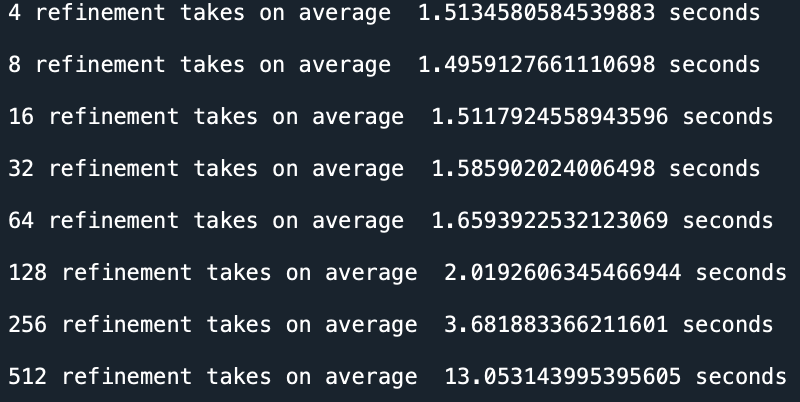 4 refinement takes on average  1.5134580584539883 seconds
8 refinement takes on average  1.4959127661110698 seconds
16 refinement takes on average  1.5117924558943596 seconds
32 refinement takes on average  1.585902024006498 seconds
64 refinement takes on average  1.6593922532123069 seconds
128 refinement takes on average  2.0192606345466944 seconds
256 refinement takes on average  3.681883366211601 seconds
512 refinement takes on average  13.053143995395605 seconds